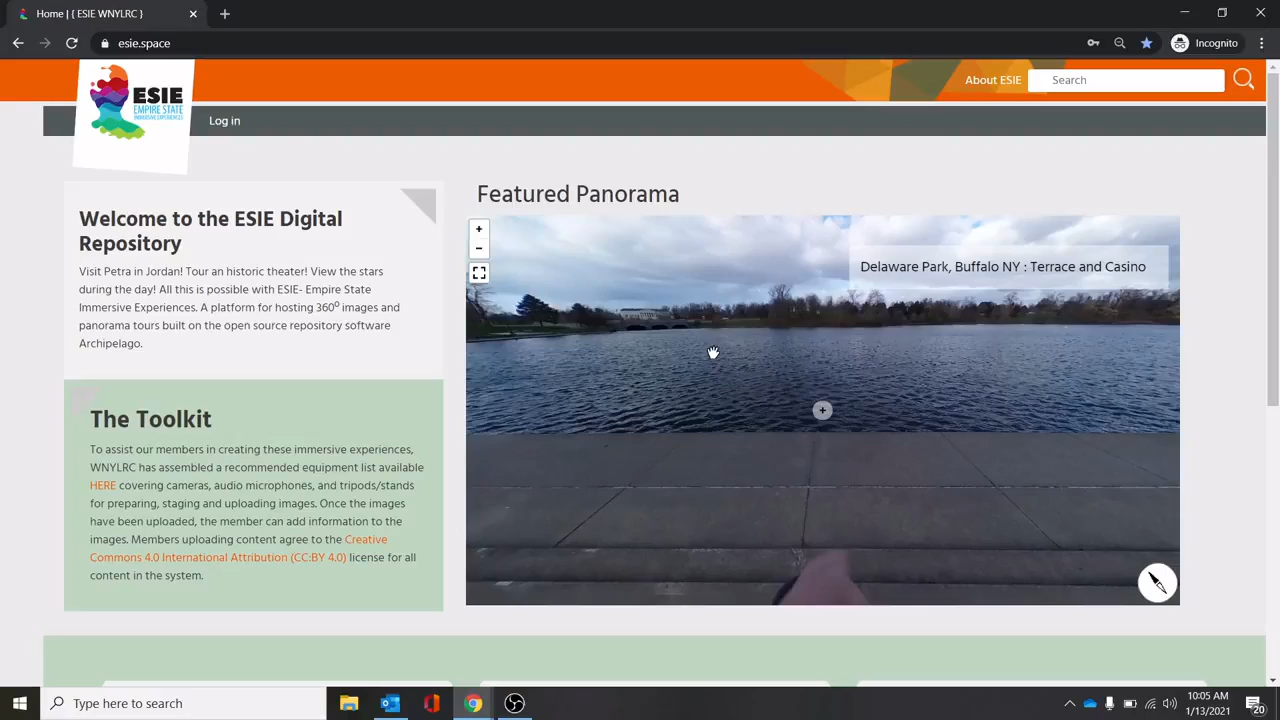 Home | { ESIE WNYLRC }
esie.space
Incognito
ESIE
EMPIRE STATE
IMMERSIVE EXPERIENCES
About ESIE
Search
Log in
Welcome to the ESIE Digital
Repository
Visit Petra in Jordan! Tour an historic theater! View the stars
during the day! All this is possible with ESIE- Empire State
Immersive Experiences. A platform for hosting 360º images and
panorama tours built on the open source repository software
Archipelago.
The Toolkit
To assist our members in creating these immersive experiences,
WNYLRC has assembled a recommended equipment list available
HERE covering cameras, audio microphones, and tripods/stands
for preparing, staging and uploading images. Once the images
have been uploaded, the member can add information to the
images. Members uploading content agree to the Creative
Commons 4.0 International Attribution (CC:BY 4.0) license for all
content in the system.
Featured Panorama
Delaware Park, Buffalo NY : Terrace and Casino
Type here to search
10:05 AM
1/13/2021
20